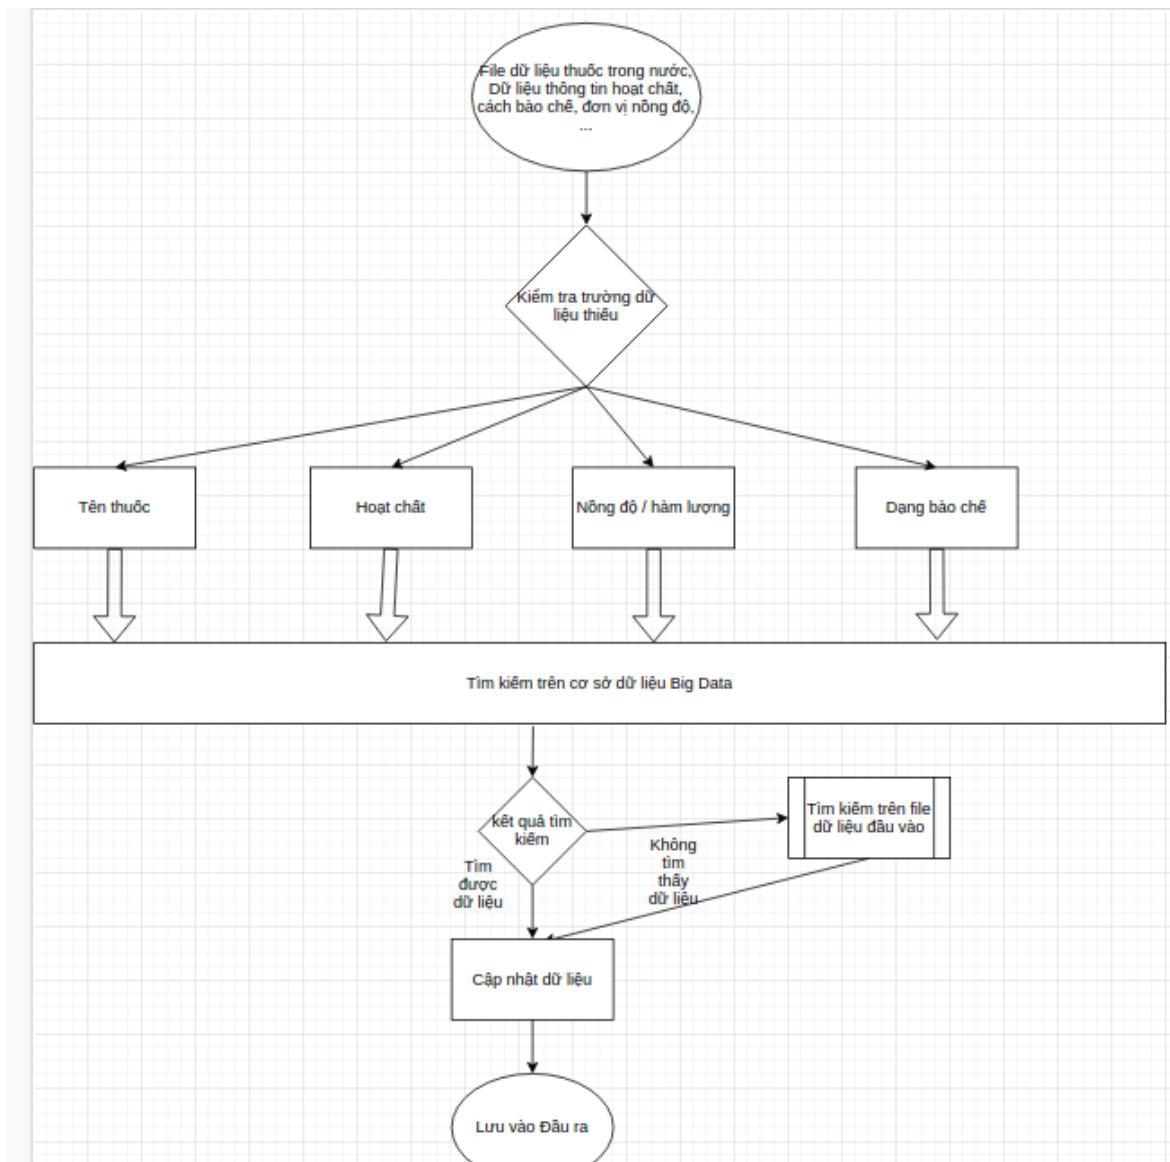 File dữ liệu thuốc trong nước,
Dữ liệu thông tin hoạt chất,
cách bào chế, đơn vị nồng độ,
...
Kiểm tra trường dữ
liệu thiếu
Tên thuốc
Hoạt chất
Nồng độ / hàm lượng
Dạng bào chế
Tìm kiếm trên cơ sở dữ liệu Big Data
kết quả tìm
kiếm
Tìm kiếm trên file
dữ liệu đầu vào
Tìm
được
dữ liệu
Không
tìm
thấy
dữ liệu
Cập nhật dữ liệu
Lưu vào Đầu ra